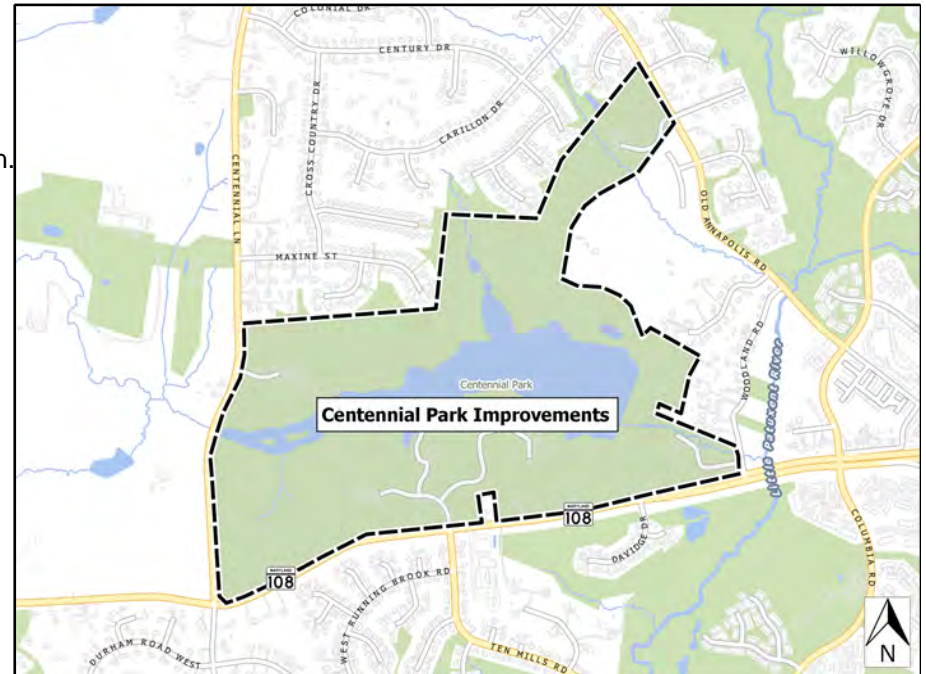 COLONIAL DR
CENTURY DR
WILLOWGROVE DR
CARILLON DR
CROSS COUNTRY DR
n.
CENTENNIAL LN
OLD ANNAPOLIS RD
MAXINE ST
WOODLAND RD
Little Patuxent River
Centennial Park
Centennial Park Improvements
MARYLAND
108
MARYLAND
108
DAVIDGE DR
COLUMBIA RD
WEST RUNNING BROOK RD
DURHAM ROAD WEST
TEN MILLS RD
N